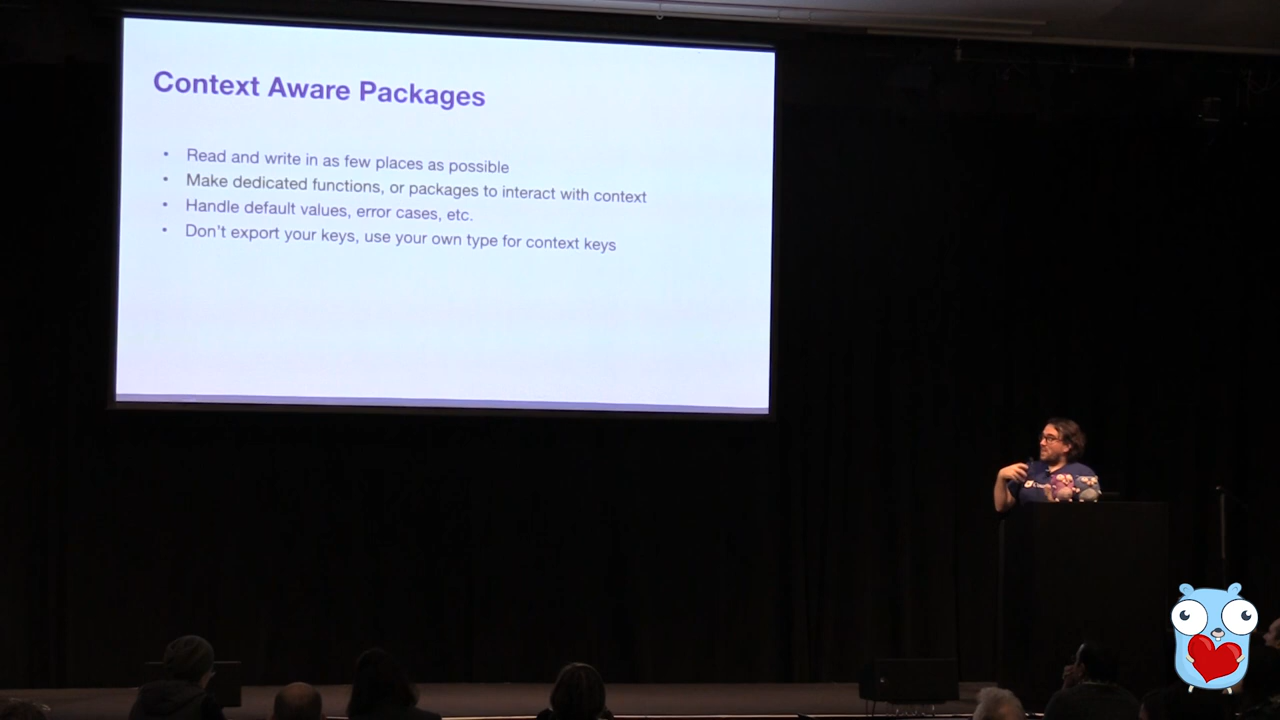 Context Aware Packages
• Read and write in as few places as possible
• Make dedicated functions, or packages to interact with context
• Handle default values, error cases, etc.
• Don't export your keys, use your own type for context keys